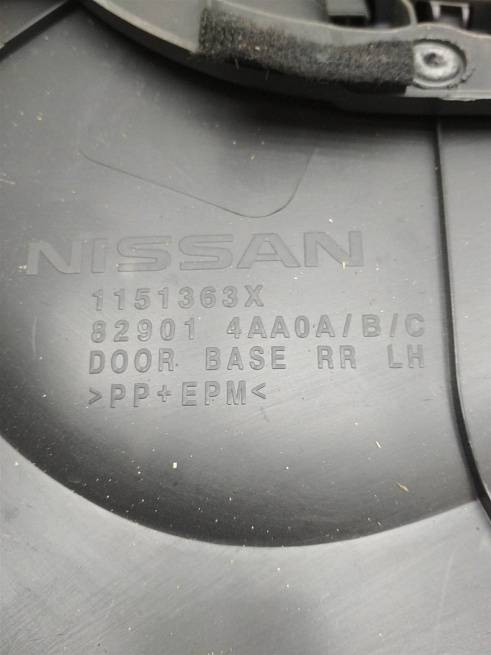 NISSAN
1151363X
82901 4AA0A/B/C
DOOR BASE RR LH
>PP+EPM<